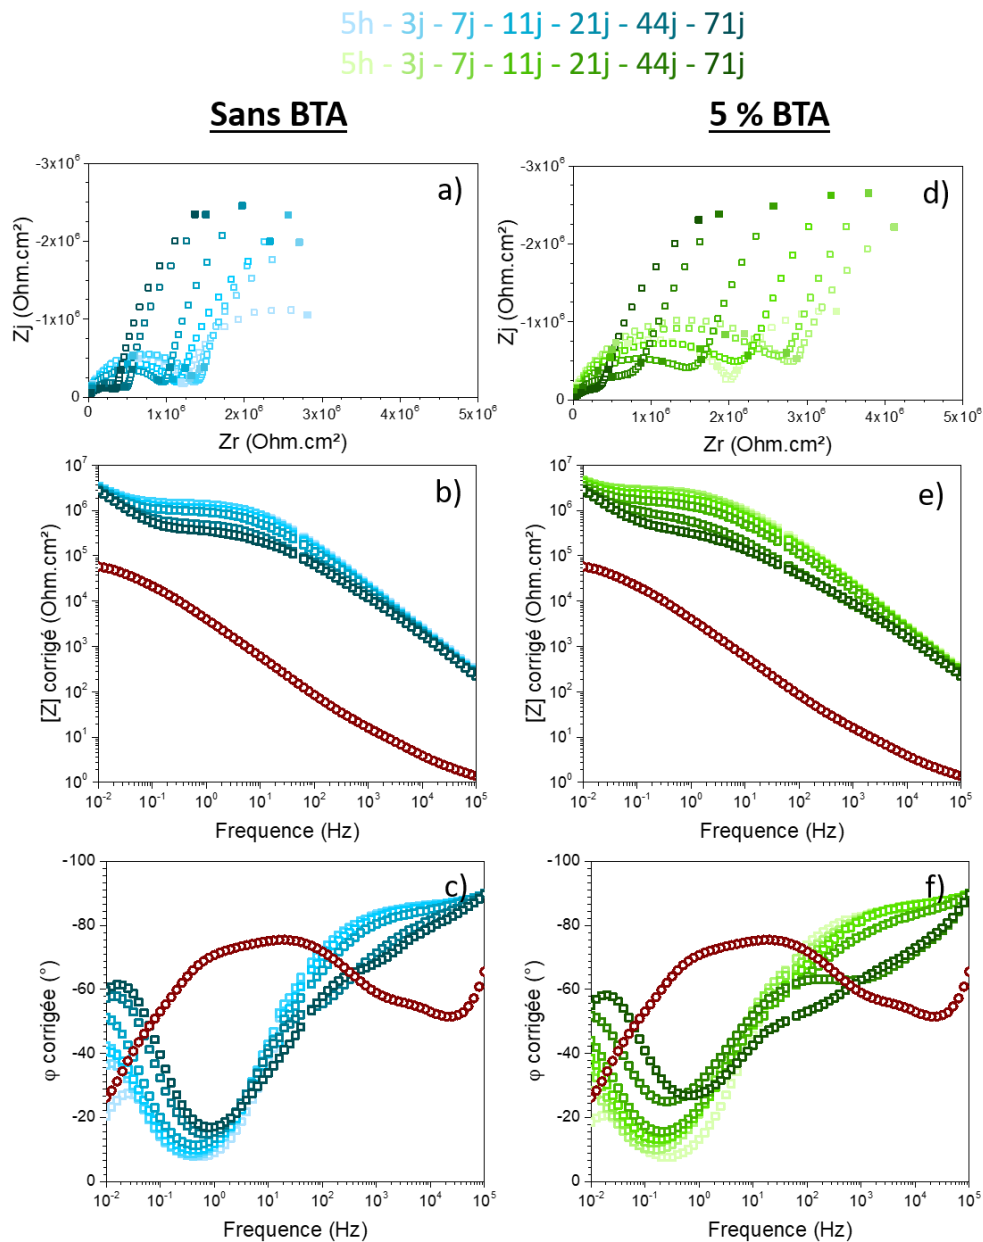 5h - 3j - 7j - 11j - 21j - 44j - 71j
5h - 3j - 7j - 11j - 21j - 44j - 71j
Sans BTA
5 % BTA
a)
-3x10⁶
-2x10⁶
-1x10⁶
0
Zj (Ohm.cm²)
0 1x10⁶ 2x10⁶ 3x10⁶ 4x10⁶ 5x10⁶
Zr (Ohm.cm²)
d)
-3x10⁶
-2x10⁶
-1x10⁶
0
Zj (Ohm.cm²)
0 1x10⁶ 2x10⁶ 3x10⁶ 4x10⁶ 5x10⁶
Zr (Ohm.cm²)
b)
10⁷
10⁶
10⁵
10⁴
10³
10²
10¹
10⁰
[Z] corrigé (Ohm.cm²)
10⁻² 10⁻¹ 10⁰ 10¹ 10² 10³ 10⁴ 10⁵
Frequence (Hz)
e)
10⁷
10⁶
10⁵
10⁴
10³
10²
10¹
10⁰
[Z] corrigé (Ohm.cm²)
10⁻² 10⁻¹ 10⁰ 10¹ 10² 10³ 10⁴ 10⁵
Frequence (Hz)
c)
-100
-80
-60
-40
-20
0
φ corrigée (°)
10⁻² 10⁻¹ 10⁰ 10¹ 10² 10³ 10⁴ 10⁵
Frequence (Hz)
f)
-100
-80
-60
-40
-20
0
φ corrigée (°)
10⁻² 10⁻¹ 10⁰ 10¹ 10² 10³ 10⁴ 10⁵
Frequence (Hz)